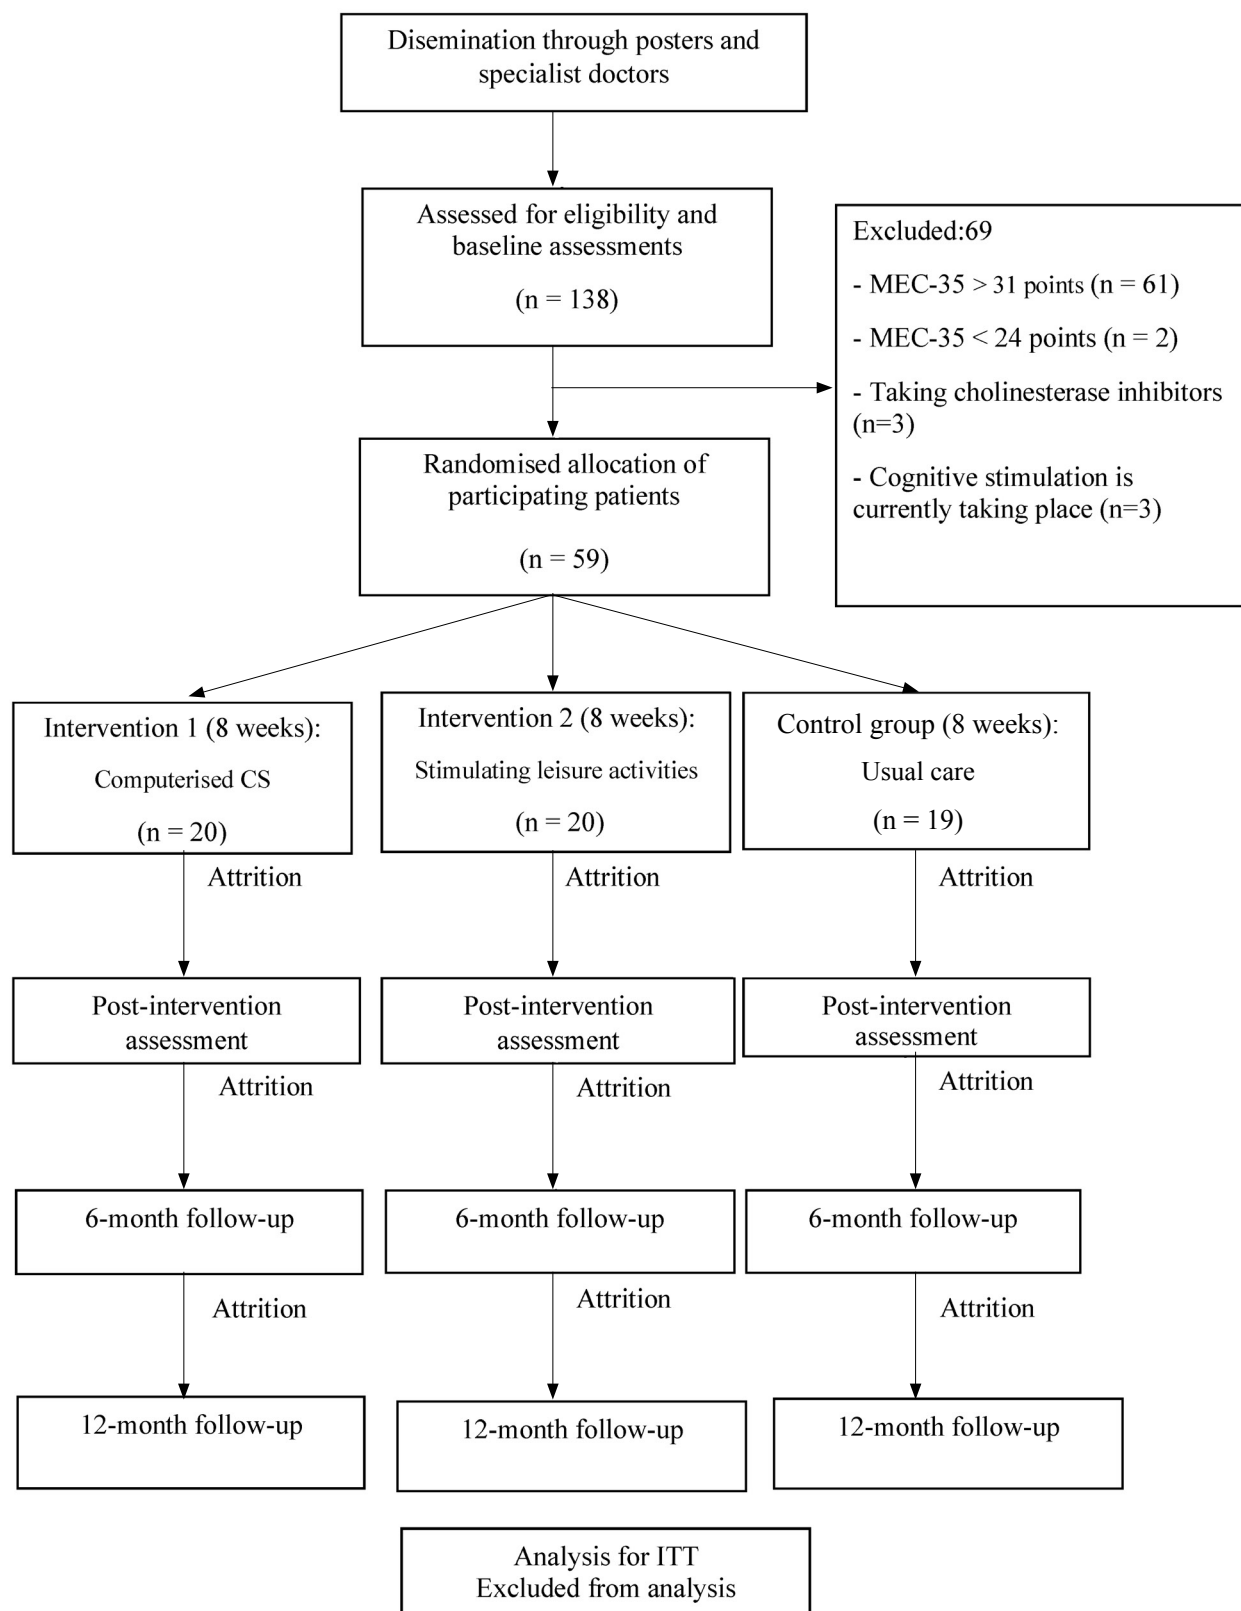 Disemination through posters and
specialist doctors
Assessed for eligibility and
baseline assessments
(n = 138)
Excluded:69
- MEC-35 > 31 points (n = 61)
- MEC-35 < 24 points (n = 2)
- Taking cholinesterase inhibitors
(n=3)
- Cognitive stimulation is
currently taking place (n=3)
Randomised allocation of
participating patients
(n = 59)
Intervention 1 (8 weeks):
Computerised CS
(n = 20)
Intervention 2 (8 weeks):
Stimulating leisure activities
(n = 20)
Control group (8 weeks):
Usual care
(n = 19)
Attrition
Attrition
Attrition
Post-intervention
assessment
Post-intervention
assessment
Post-intervention
assessment
Attrition
Attrition
Attrition
6-month follow-up
6-month follow-up
6-month follow-up
Attrition
Attrition
Attrition
12-month follow-up
12-month follow-up
12-month follow-up
Analysis for ITT
Excluded from analysis